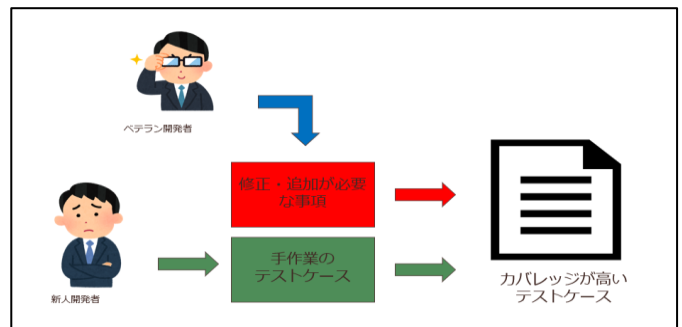 ベテラン開発者
修正・追加が必要
な事項
手作業の
テストケース
新人開発者
カバレッジが高い
テストケース